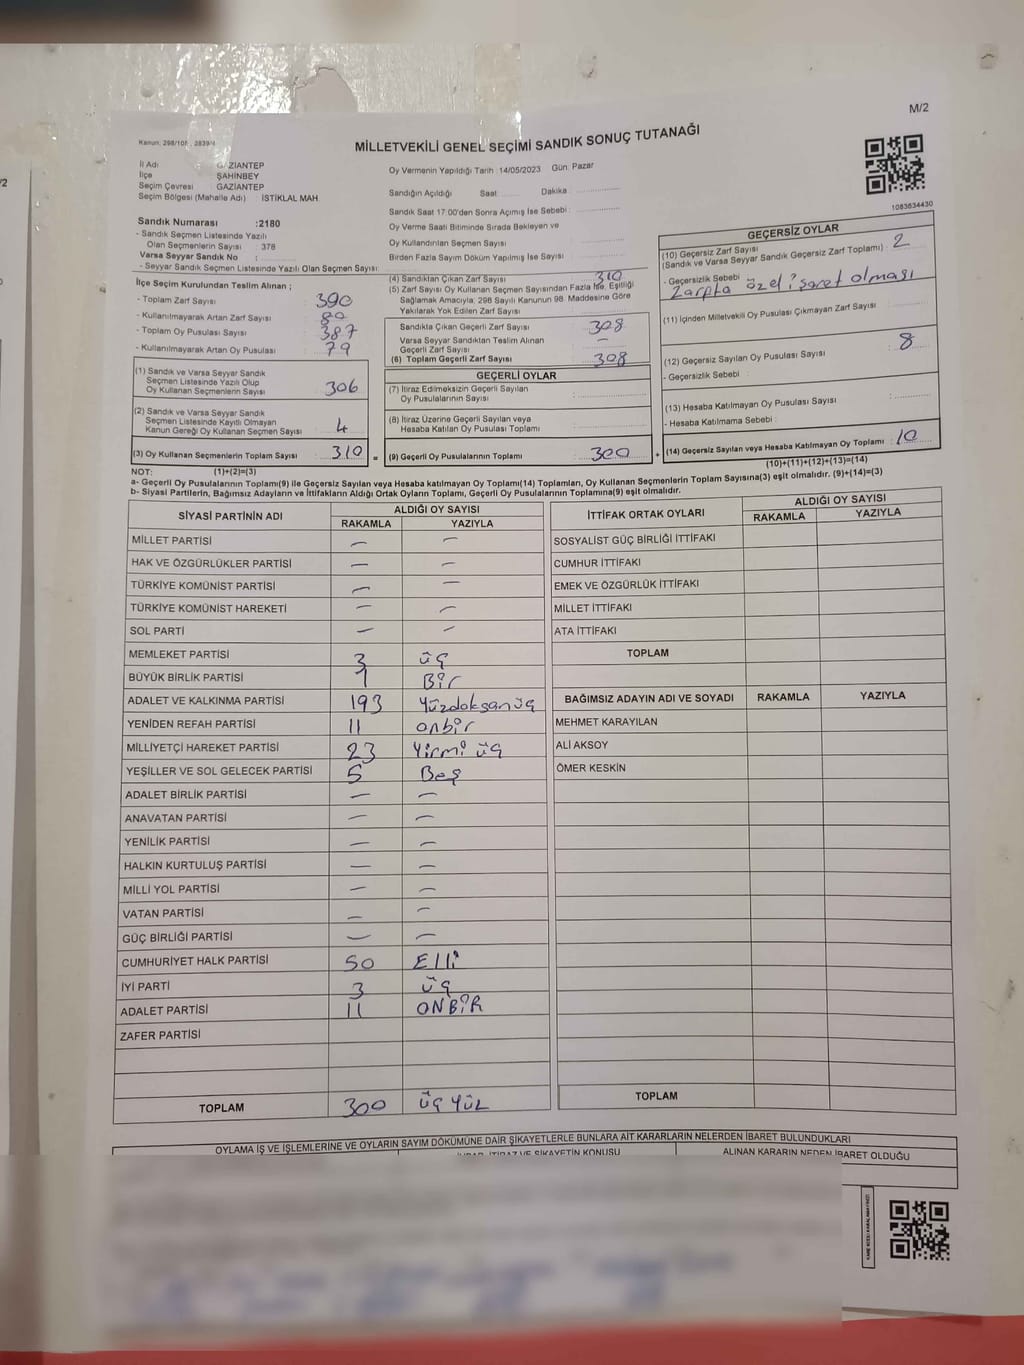 M/2
Kanun: 298/105
MİLLETVEKİLİ GENEL SEÇİMİ SANDIK SONUÇ TUTANAĞI
İl Adı : GAZİANTEP
İlçe ŞAHİNBEY
Seçim Çevresi GAZİANTEP
Seçim Bölgesi (Mahalle Adı) İSTİKLAL MAH.
Oy Vermenin Yapıldığı Tarih: 14/05/2023 Gün: Pazar
Sandığın Açıldığı Saat: Dakika:
Sandık Saat 17:00'den Sonra Açımış İse Sebebi:
Oy Verme Saati Bitiminde Sırada Bekleyen ve
Oy Kullandırılan Seçmen Sayısı
Birden Fazla Sayım Döküm Yapılmış İse Sayısı
1083634430
Sandık Numarası :2180
- Sandık Seçmen Listesinde Yazılı
Olan Seçmenlerin Sayısı : 378
Varsa Seyyar Sandık No :
- Seyyar Sandık Seçmen Listesinde Yazılı Olan Seçmen Sayısı:
İlçe Seçim Kurulundan Teslim Alınan ;
- Toplam Zarf Sayısı 390
- Kullanılmayarak Artan Zarf Sayısı 80
- Toplam Oy Pusulası Sayısı 387
- Kullanılmayarak Artan Oy Pusulası 79
(1) Sandık ve Varsa Seyyar Sandık
Seçmen Listesinde Yazılı Olup
Oy Kullanan Seçmenlerin Sayısı 306
(2) Sandık ve Varsa Seyyar Sandık
Seçmen Listesinde Kayıtlı Olmayan
Kanun Gereği Oy Kullanan Seçmen Sayısı 4
(3) Oy Kullanan Seçmenlerin Toplam Sayısı 310 =
(4) Sandıktan Çıkan Zarf Sayısı 310
(5) Zarf Sayısı Oy Kullanan Seçmen Sayısından Fazla İse, Eşitliği
Sağlamak Amacıyla; 298 Sayılı Kanunun 98. Maddesine Göre
Yakılarak Yok Edilen Zarf Sayısı
Sandıkta Çıkan Geçerli Zarf Sayısı 308
Varsa Seyyar Sandıktan Teslim Alınan
Geçerli Zarf Sayısı –
(6) Toplam Geçerli Zarf Sayısı 308
GEÇERLİ OYLAR
(7) İtiraz Edilmeksizin Geçerli Sayılan
Oy Pusulalarının Sayısı
(8) İtiraz Üzerine Geçerli Sayılan veya
Hesaba Katılan Oy Pusulası Toplamı
(9) Geçerli Oy Pusulalarının Toplamı 300 +
GEÇERSİZ OYLAR
(10) Geçersiz Zarf Sayısı
(Sandık ve Varsa Seyyar Sandık Geçersiz Zarf Toplamı) 2
- Geçersizlik Sebebi
Zarfta özel işaret olması
(11) İçinden Milletvekili Oy Pusulası Çıkmayan Zarf Sayısı
(12) Geçersiz Sayılan Oy Pusulası Sayısı 8
- Geçersizlik Sebebi
(13) Hesaba Katılmayan Oy Pusulası Sayısı
- Hesaba Katılmama Sebebi
(14) Geçersiz Sayılan veya Hesaba Katılmayan Oy Toplamı 10
NOT: (1)+(2)=(3) (10)+(11)+(12)+(13)=(14)
a- Geçerli Oy Pusulalarının Toplamı(9) ile Geçersiz Sayılan veya Hesaba katılmayan Oy Toplamı(14) Toplamları, Oy Kullanan Seçmenlerin Toplam Sayısına(3) eşit olmalıdır. (9)+(14)=(3)
b- Siyasi Partilerin, Bağımsız Adayların ve İttifakların Aldığı Ortak Oyların Toplamı, Geçerli Oy Pusulalarının Toplamına(9) eşit olmalıdır.
SİYASİ PARTİNİN ADI ALDIĞI OY SAYISI
RAKAMLA YAZIYLA
MİLLET PARTİSİ – –
HAK VE ÖZGÜRLÜKLER PARTİSİ – –
TÜRKİYE KOMÜNİST PARTİSİ – –
TÜRKİYE KOMÜNİST HAREKETİ – –
SOL PARTİ – –
MEMLEKET PARTİSİ 3 üç
BÜYÜK BİRLİK PARTİSİ 1 Bir
ADALET VE KALKINMA PARTİSİ 193 Yüzdoksanüç
YENİDEN REFAH PARTİSİ 11 onbir
MİLLİYETÇİ HAREKET PARTİSİ 23 Yirmi üç
YEŞİLLER VE SOL GELECEK PARTİSİ 5 Beş
ADALET BİRLİK PARTİSİ – –
ANAVATAN PARTİSİ – –
YENİLİK PARTİSİ – –
HALKIN KURTULUŞ PARTİSİ – –
MİLLİ YOL PARTİSİ – –
VATAN PARTİSİ – –
GÜÇ BİRLİĞİ PARTİSİ – –
CUMHURİYET HALK PARTİSİ 50 Elli
İYİ PARTİ 3 üç
ADALET PARTİSİ 11 ONBİR
ZAFER PARTİSİ
TOPLAM 300 üç YÜZ
İTTİFAK ORTAK OYLARI ALDIĞI OY SAYISI
RAKAMLA YAZIYLA
SOSYALİST GÜÇ BİRLİĞİ İTTİFAKI
CUMHUR İTTİFAKI
EMEK VE ÖZGÜRLÜK İTTİFAKI
MİLLET İTTİFAKI
ATA İTTİFAKI
TOPLAM
BAĞIMSIZ ADAYIN ADI VE SOYADI RAKAMLA YAZIYLA
MEHMET KARAYILAN
ALİ AKSOY
ÖMER KESKİN
TOPLAM
OYLAMA İŞ VE İŞLEMLERİNE VE OYLARIN SAYIM DÖKÜMÜNE DAİR ŞİKAYETLERLE BUNLARA AİT KARARLARIN NELERDEN İBARET BULUNDUKLARI
İTİRAZ VE ŞİKAYETİN KONUSU ALINAN KARARIN NEDEN İBARET OLDUĞU